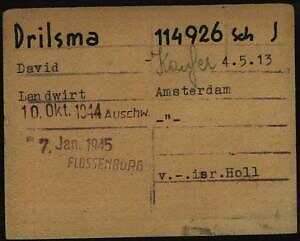 Drilsma 114926 Sch J
David Kaufer 4.5.13
Landwirt Amsterdam
10. Okt. 1944 Auschw. -"-
7. Jan. 1945
FLOSSENBÜRG
v.-.isr.Holl